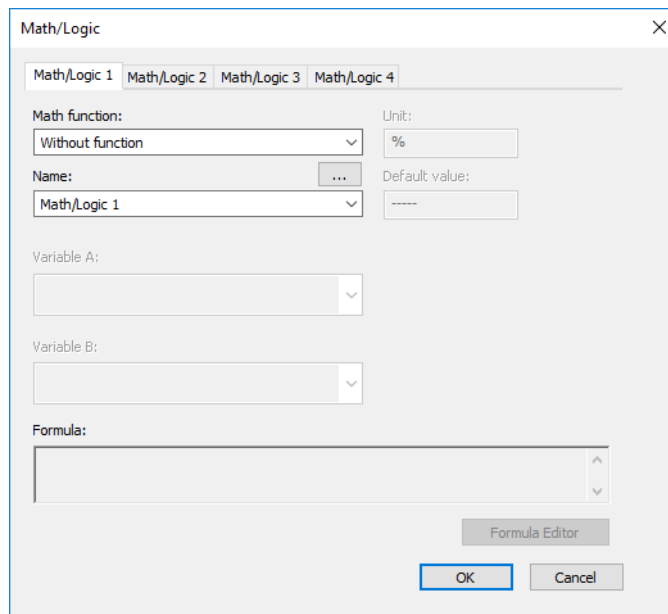 Math/Logic
Math/Logic 1 Math/Logic 2 Math/Logic 3 Math/Logic 4
Math function: Unit:
Without function %
Name: ... Default value:
Math/Logic 1 -----
Variable A:
Variable B:
Formula:
Formula Editor
OK Cancel